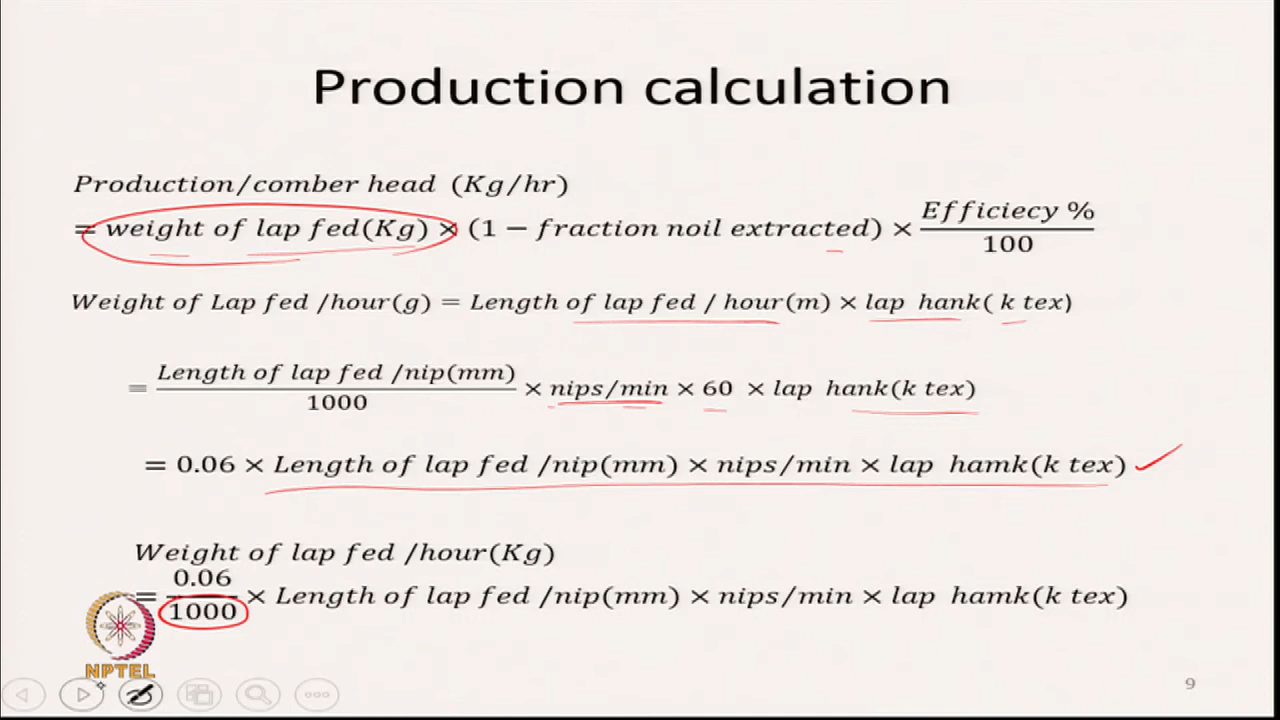 Production calculation
Production/comber head (Kg/hr)
= weight of lap fed(Kg) × (1 − fraction noil extracted) × Efficiecy % / 100
Weight of Lap fed /hour(g) = Length of lap fed / hour(m) × lap hank( k tex)
= Length of lap fed /nip(mm) / 1000 × nips/min × 60 × lap hank(k tex)
= 0.06 × Length of lap fed /nip(mm) × nips/min × lap hamk(k tex)
Weight of lap fed /hour(Kg)
= 0.06 / 1000 × Length of lap fed /nip(mm) × nips/min × lap hamk(k tex)
NPTEL
9